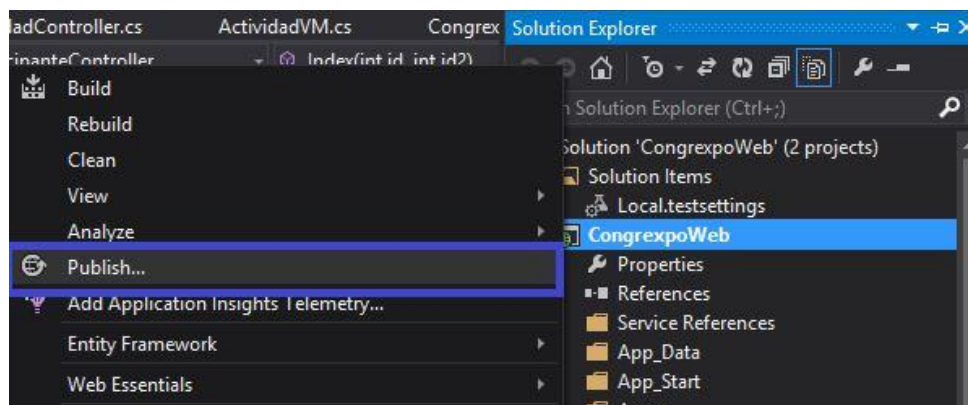 adController.cs ActividadVM.cs Congrex
cipanteController Index(int id, int id2)
Build
Rebuild
Clean
View
Analyze
Publish...
Add Application Insights Telemetry...
Entity Framework
Web Essentials
Solution Explorer
Solution Explorer (Ctrl+;)
Solution 'CongrexpoWeb' (2 projects)
Solution Items
Local.testsettings
CongrexpoWeb
Properties
References
Service References
App_Data
App_Start